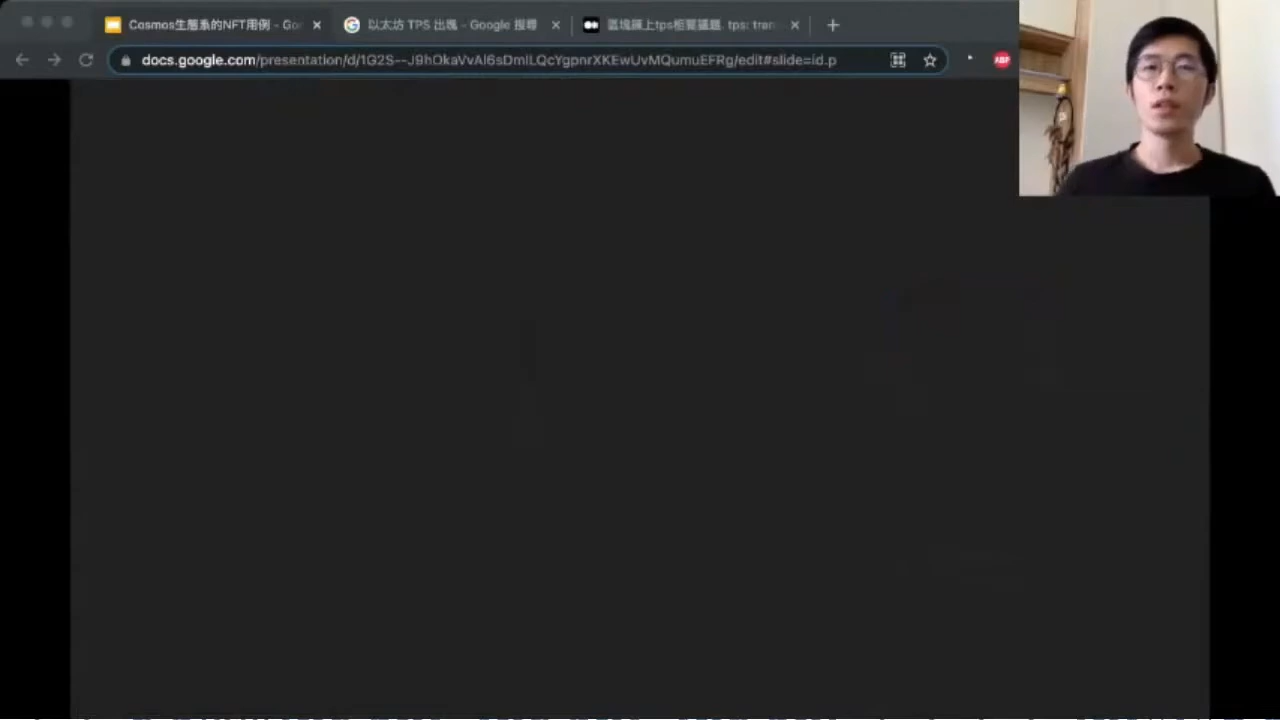 Cosmos生態系的NFT用例 - Go
以太坊 TPS 出塊 - Google 搜尋
區塊鏈上tps相關議題. tps: tran
docs.google.com/presentation/d/1G2S--J9hOkaVvAl6sDmILQcYgpnrXKEwUvMQumuEFRg/edit#slide=id.p
ABP